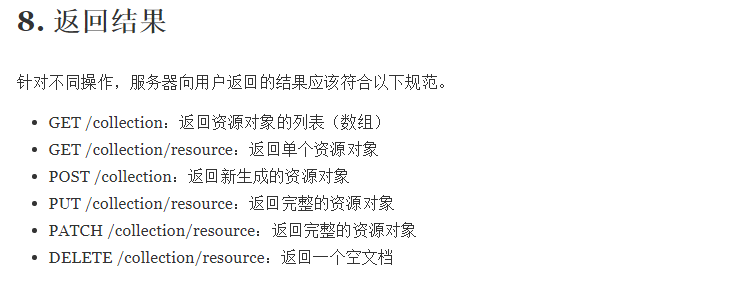 8. 返回结果
针对不同操作，服务器向用户返回的结果应该符合以下规范。
• GET /collection：返回资源对象的列表（数组）
• GET /collection/resource：返回单个资源对象
• POST /collection：返回新生成的资源对象
• PUT /collection/resource：返回完整的资源对象
• PATCH /collection/resource：返回完整的资源对象
• DELETE /collection/resource：返回一个空文档